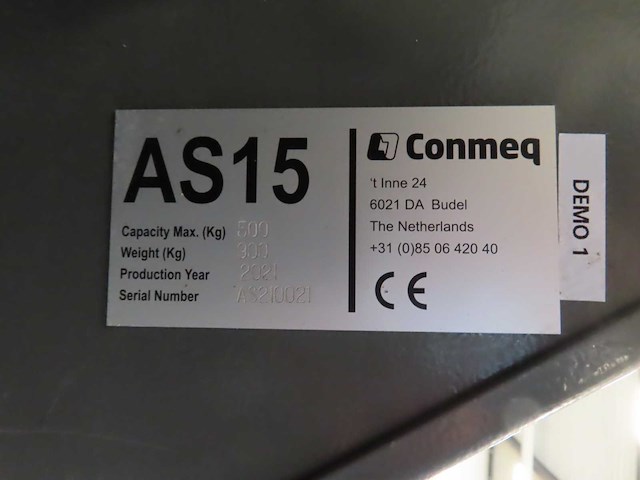 AS15
Capacity Max. (Kg) 500
Weight (Kg) 900
Production Year 2021
Serial Number AS210021
Conmeq
't Inne 24
6021 DA Budel
The Netherlands
+31 (0)85 06 420 40
CE
DEMO 1